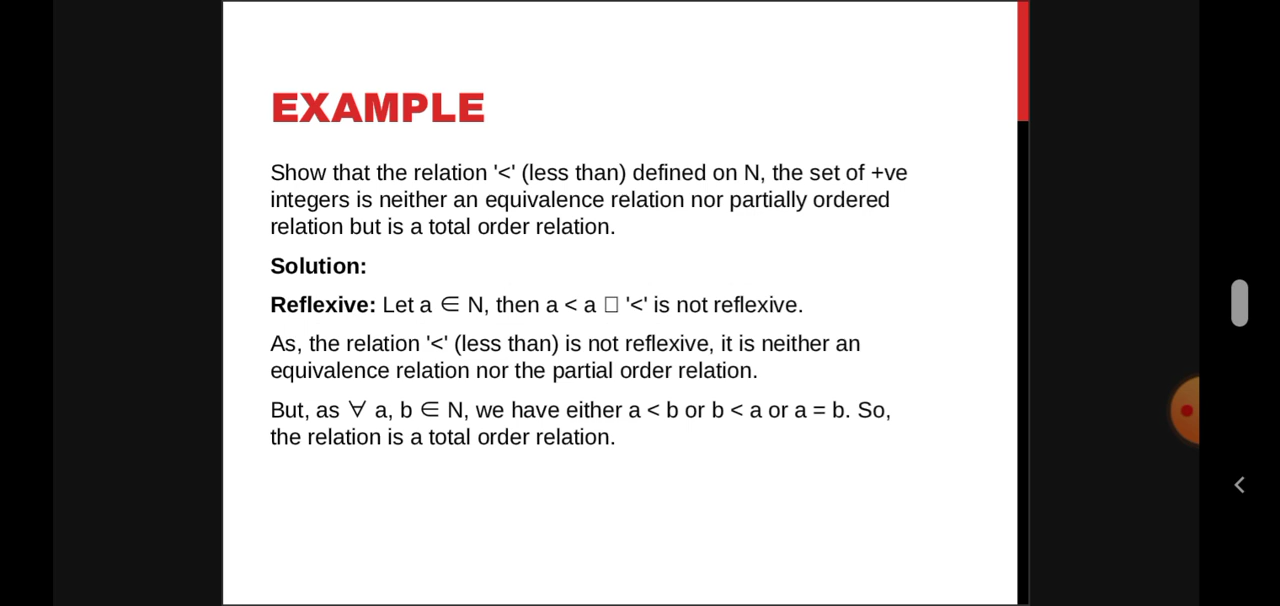 EXAMPLE
Show that the relation '<' (less than) defined on N, the set of +ve
integers is neither an equivalence relation nor partially ordered
relation but is a total order relation.
Solution:
Reflexive: Let a ∈ N, then a < a □ '<' is not reflexive.
As, the relation '<' (less than) is not reflexive, it is neither an
equivalence relation nor the partial order relation.
But, as ∀ a, b ∈ N, we have either a < b or b < a or a = b. So,
the relation is a total order relation.